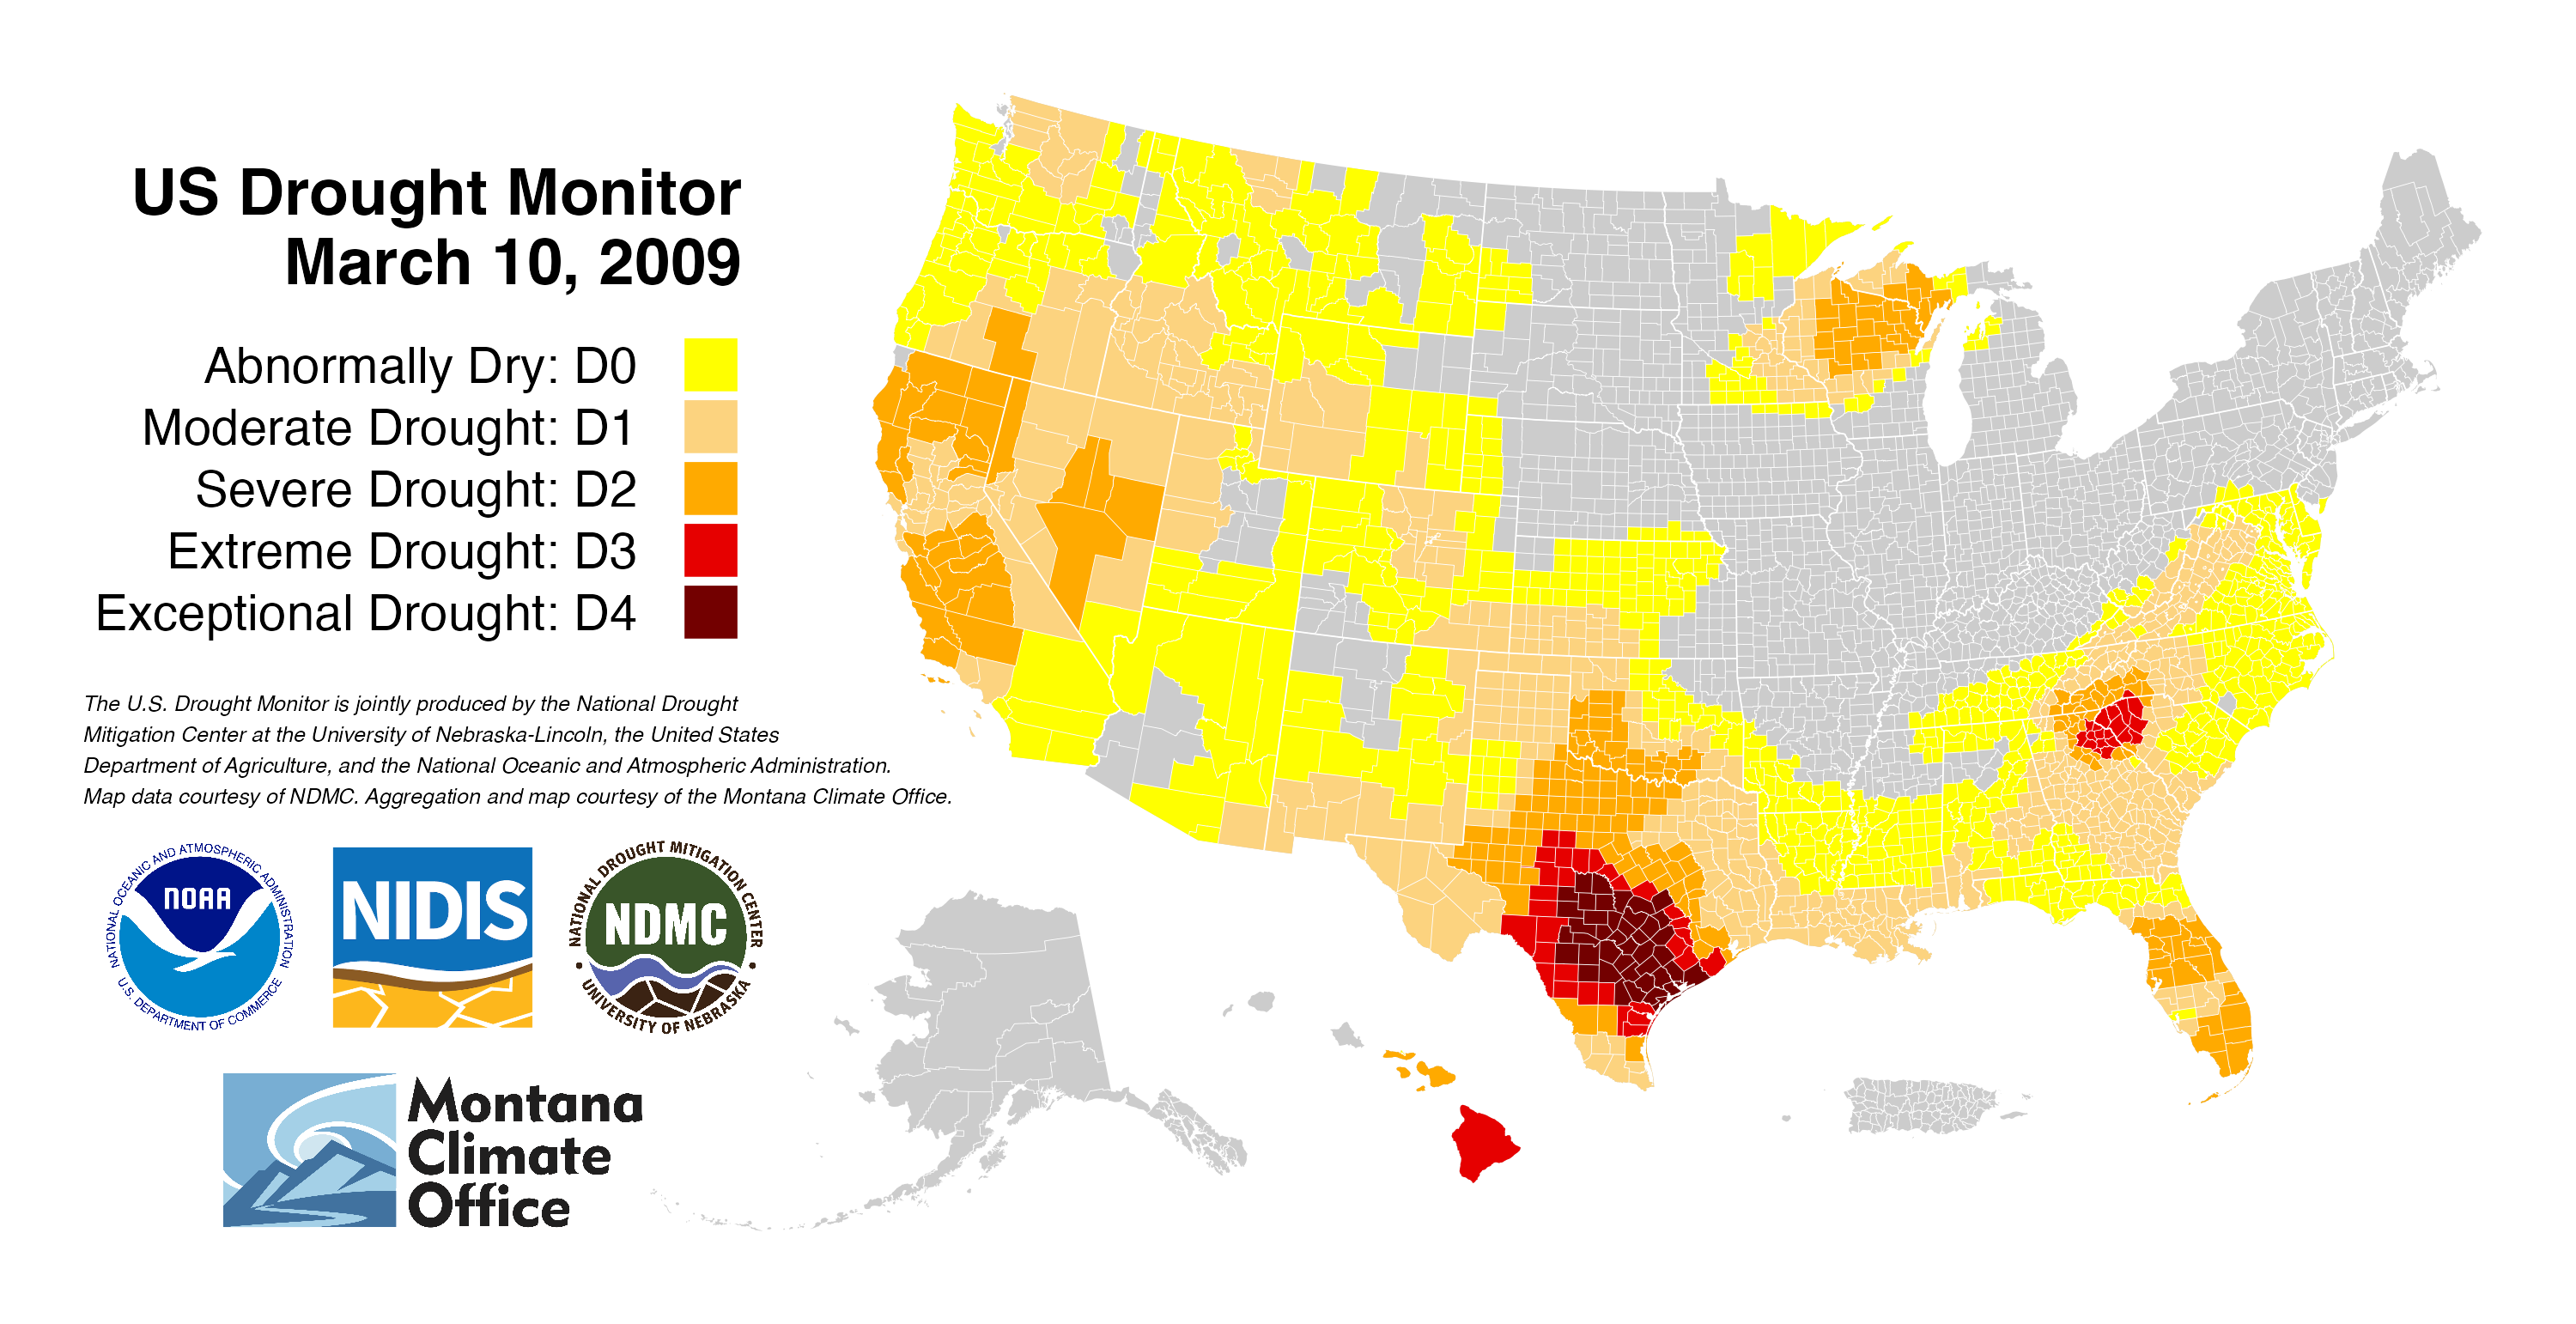 US Drought Monitor
March 10, 2009
Abnormally Dry: D0
Moderate Drought: D1
Severe Drought: D2
Extreme Drought: D3
Exceptional Drought: D4
The U.S. Drought Monitor is jointly produced by the National Drought
Mitigation Center at the University of Nebraska-Lincoln, the United States
Department of Agriculture, and the National Oceanic and Atmospheric Administration.
Map data courtesy of NDMC. Aggregation and map courtesy of the Montana Climate Office.
NATIONAL OCEANIC AND ATMOSPHERIC ADMINISTRATION
NOAA
U.S. DEPARTMENT OF COMMERCE
NIDIS
NATIONAL DROUGHT MITIGATION CENTER
NDMC
UNIVERSITY OF NEBRASKA
Montana
Climate
Office